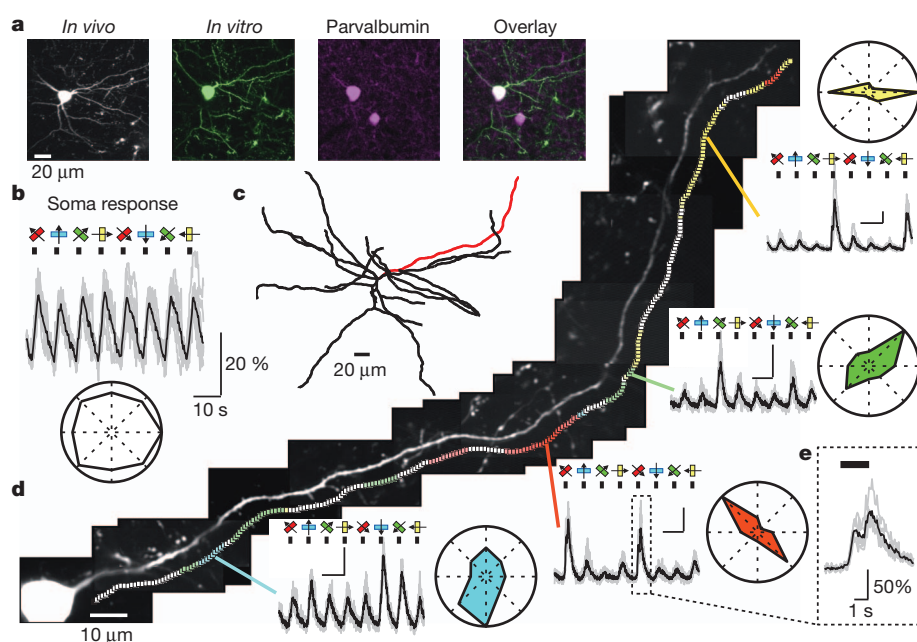 a
In vivo
In vitro
Parvalbumin
Overlay
20 µm
b
Soma response
20 %
10 s
c
20 µm
d
10 µm
e
50%
1 s